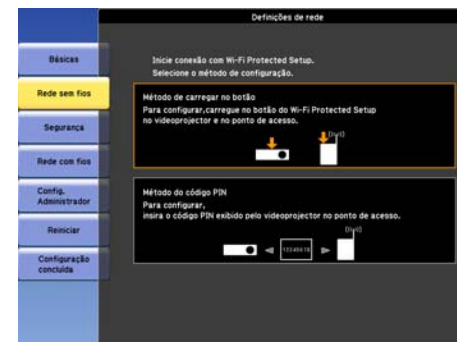 Definições de rede
Básicas
Rede sem fios
Segurança
Rede com fios
Config.
Administrador
Reiniciar
Configuração
concluída
Inicie conexão com Wi-Fi Protected Setup.
Selecione o método de configuração.
Método de carregar no botão
Para configurar,carregue no botão do Wi-Fi Protected Setup
no videoprojector e no ponto de acesso.
Método do código PIN
Para configurar,
insira o código PIN exibido pelo videoprojector no ponto de acesso.